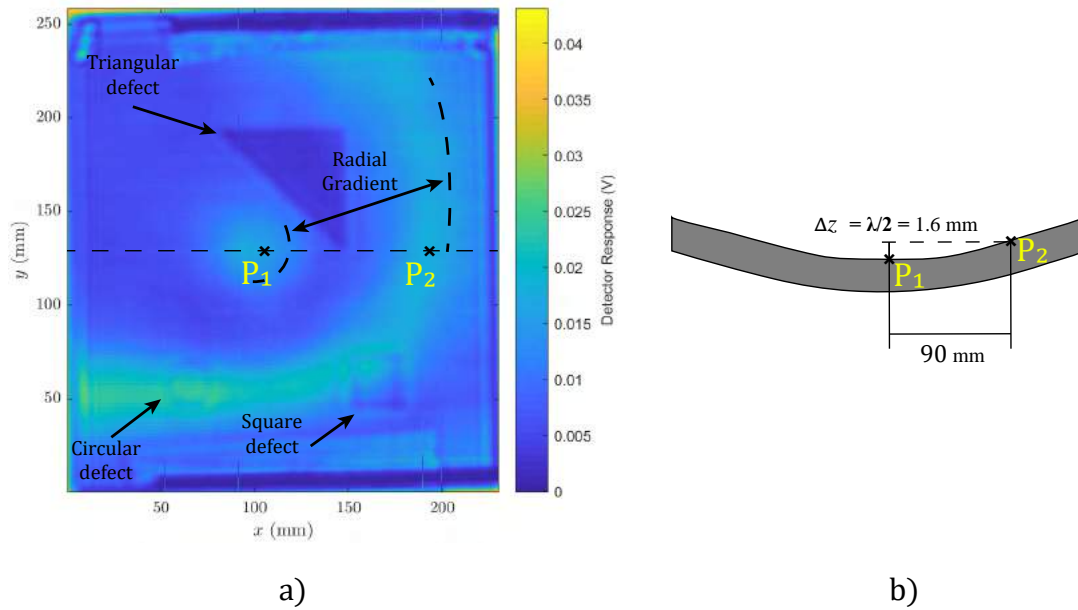 250
200
150
100
50
y (mm)
50
100
150
200
x (mm)
Triangular
defect
Radial
Gradient
P₁
P₂
Circular
defect
Square
defect
0.04
0.035
0.03
0.025
0.02
0.015
0.01
0.005
0
Detector Response (V)
a)
Δz = λ/2 = 1.6 mm
P₁
P₂
90 mm
b)